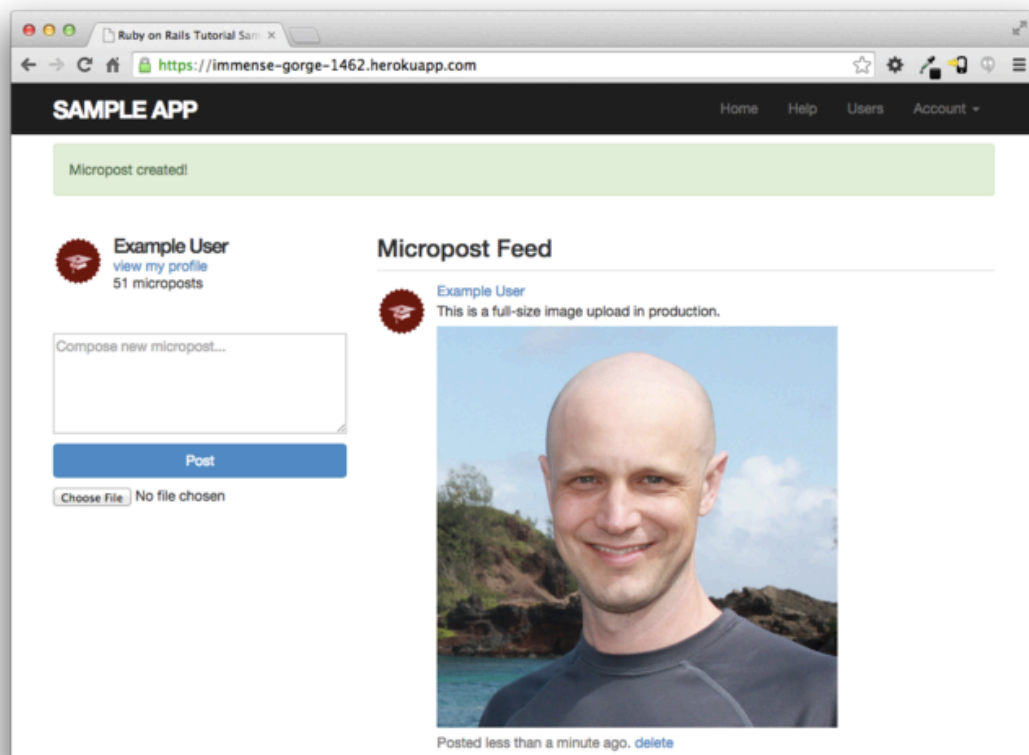 Ruby on Rails Tutorial Sam
https://immense-gorge-1462.herokuapp.com
SAMPLE APP
Home Help Users Account
Micropost created!
Example User
view my profile
51 microposts
Compose new micropost...
Post
Choose File No file chosen
Micropost Feed
Example User
This is a full-size image upload in production.
Posted less than a minute ago. delete